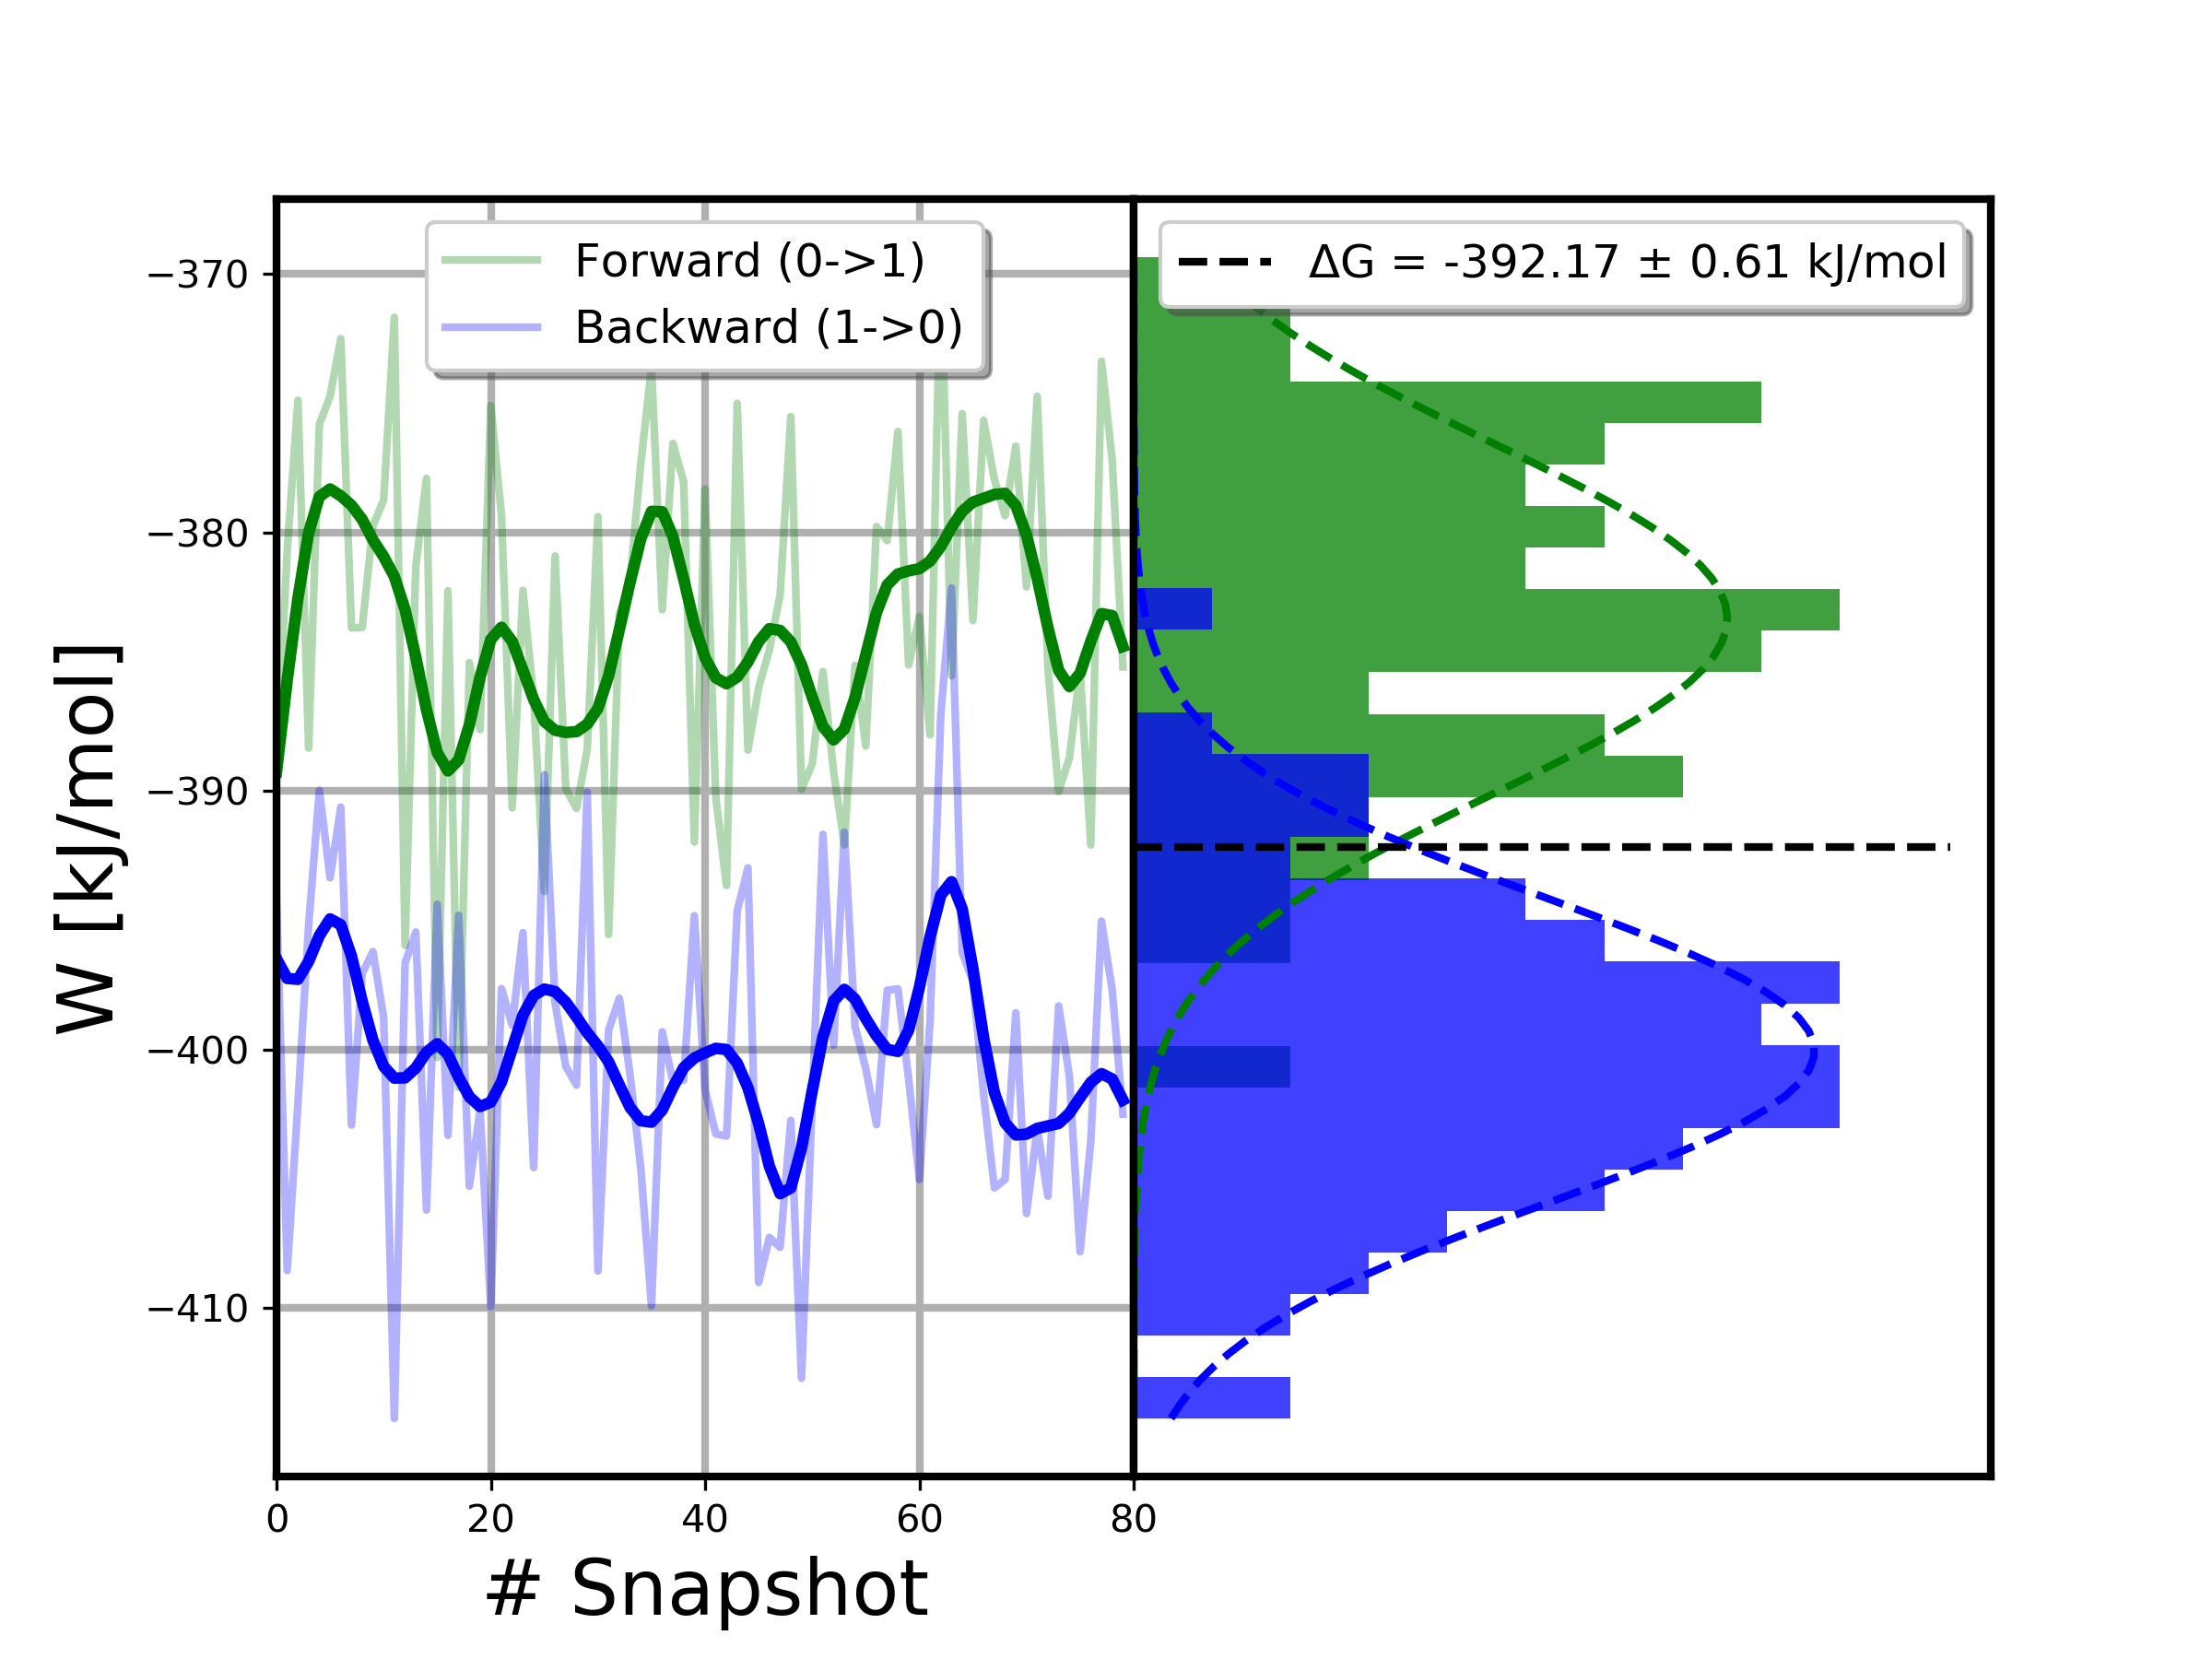 Forward (0->1)
Backward (1->0)
ΔG = -392.17 ± 0.61 kJ/mol
−370
−380
−390
−400
−410
W [kJ/mol]
0 20 40 60 80
# Snapshot